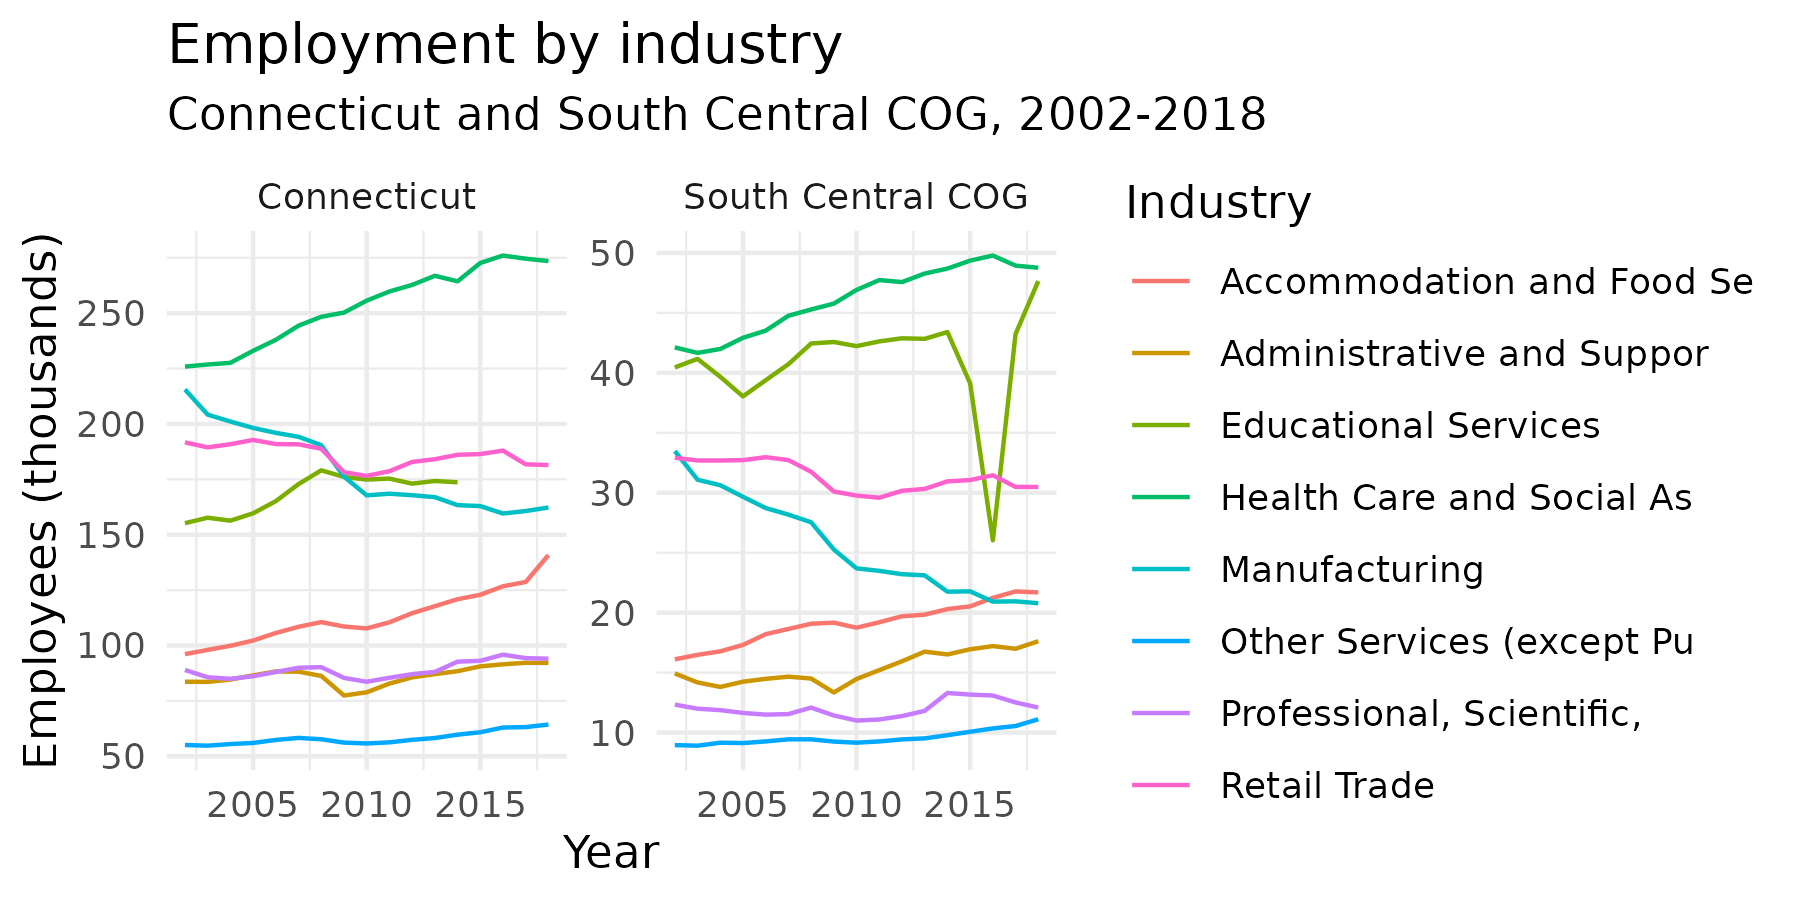 Employment by industry
Connecticut and South Central COG, 2002-2018
Connecticut
South Central COG
Employees (thousands)
250
200
150
100
50
50
40
30
20
10
2005 2010 2015
2005 2010 2015
Year
Industry
Accommodation and Food Se
Administrative and Suppor
Educational Services
Health Care and Social As
Manufacturing
Other Services (except Pu
Professional, Scientific,
Retail Trade